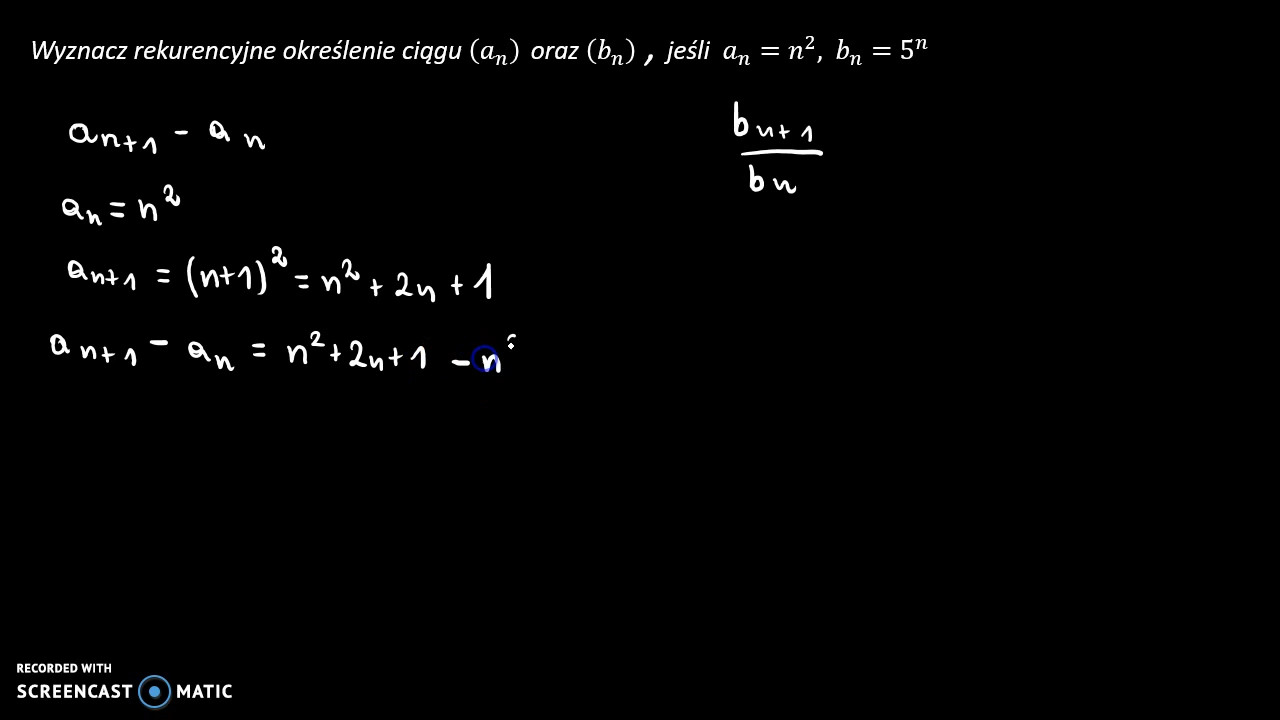 Wyznacz rekurencyjne określenie ciągu (aₙ) oraz (bₙ) , jeśli aₙ = n², bₙ = 5ⁿ
aₙ₊₁ - aₙ
aₙ = n²
aₙ₊₁ = (n+1)² = n² + 2n + 1
aₙ₊₁ - aₙ = n² + 2n + 1 - n
bₙ₊₁
bₙ
RECORDED WITH
SCREENCAST MATIC